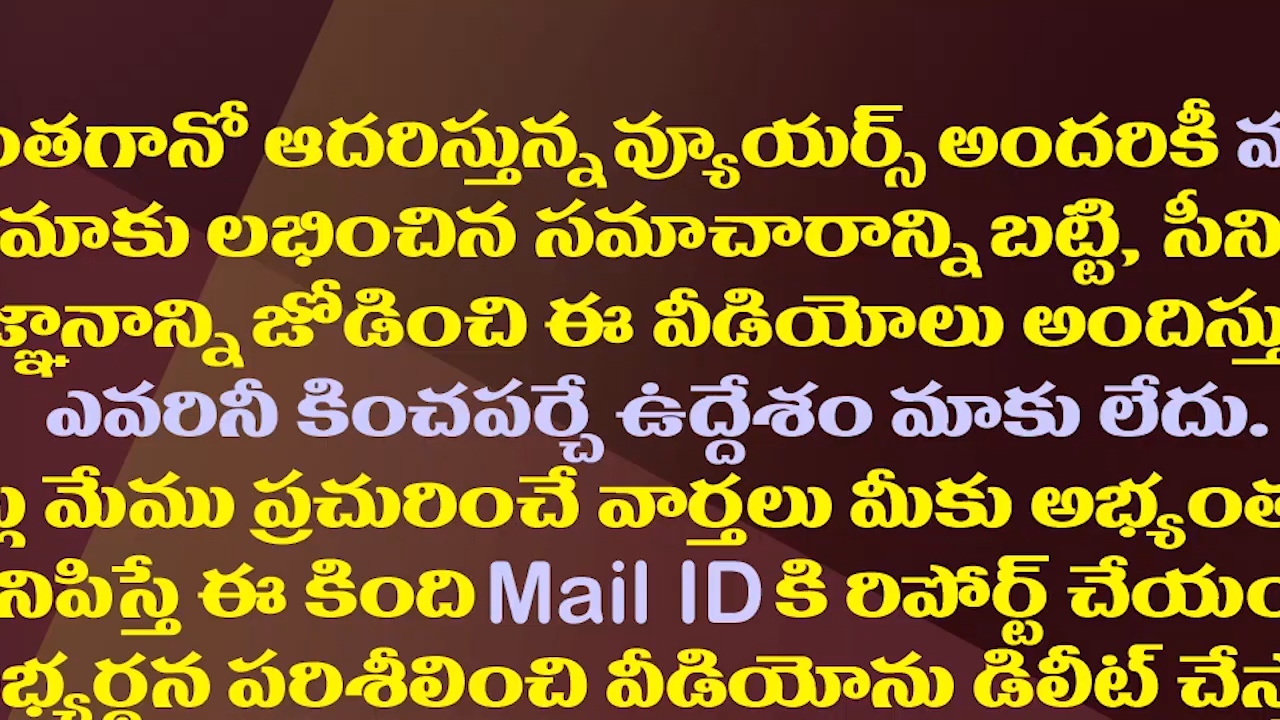 ంతగానో ఆదరిస్తున్న వ్యూయర్స్ అందరికీ
మాకు లభించిన సమాచారాన్ని బట్టి, సీని
జ్ఞానాన్ని జోడించి ఈ వీడియోలు అందిస్తు
ఎవరినీ కించపర్చే ఉద్దేశం మాకు లేదు.
మేము ప్రచురించే వార్తలు మీకు అభ్యంత
నిపిస్తే ఈ కింది Mail ID కి రిపోర్ట్ చేయం
భ్యర్థన పరిశీలించి వీడియోను డిలీట్ చేస